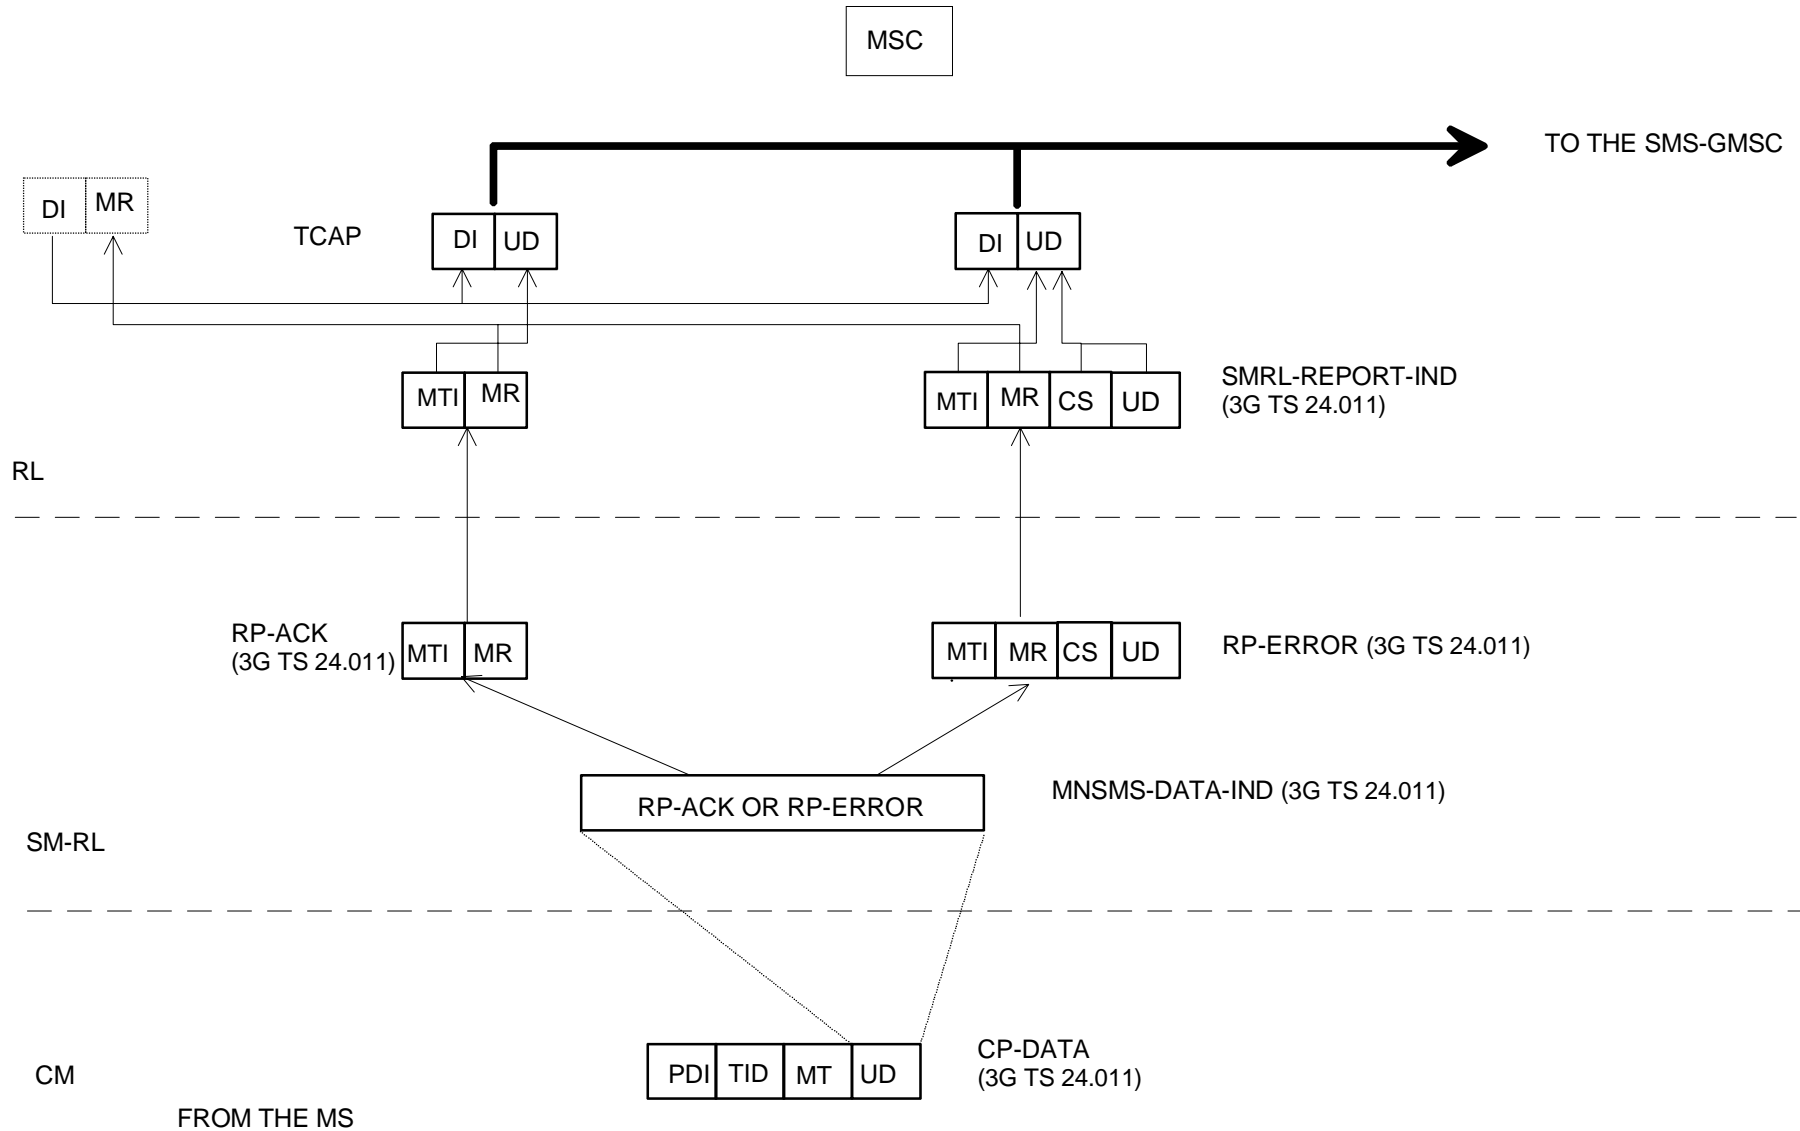 MSC
TO THE SMS-GMSC
DI MR
TCAP
DI UD
DI UD
MTI MR
MTI MR CS UD
SMRL-REPORT-IND
(3G TS 24.011)
RL
RP-ACK
(3G TS 24.011)
MTI MR
MTI MR CS UD
RP-ERROR (3G TS 24.011)
RP-ACK OR RP-ERROR
MNSMS-DATA-IND (3G TS 24.011)
SM-RL
CM
PDI TID MT UD
CP-DATA
(3G TS 24.011)
FROM THE MS